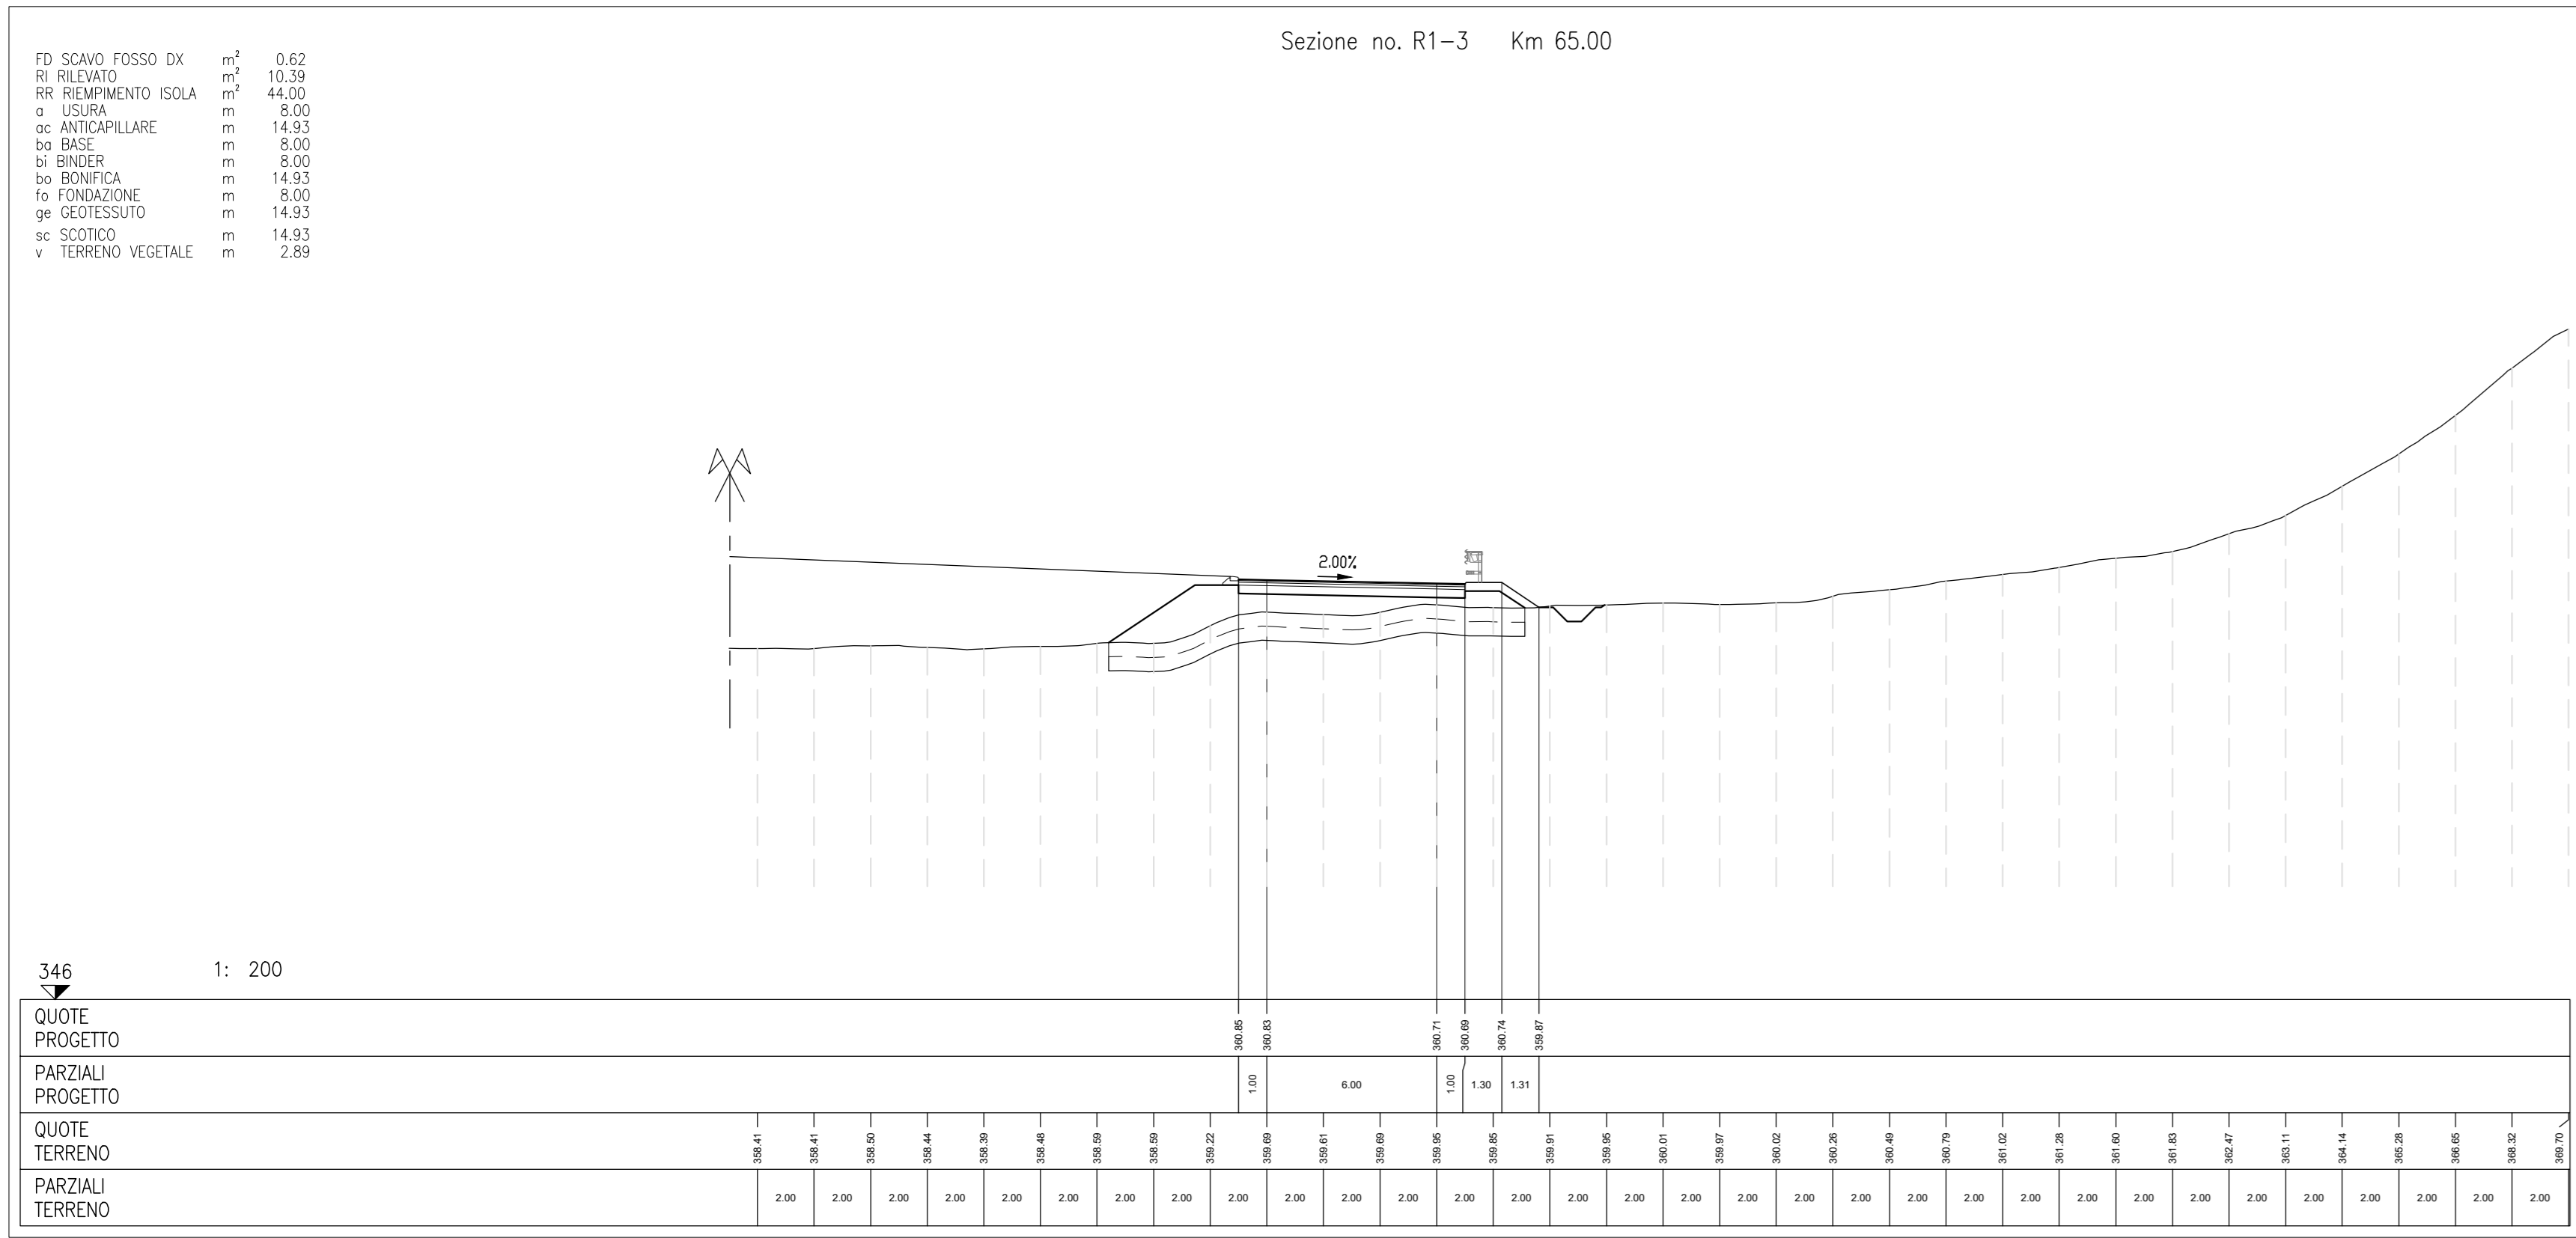 Sezione no. R1-3 Km 65.00
FD SCAVO FOSSO DX m² 0.62
RI RILEVATO m² 10.39
RR RIEMPIMENTO ISOLA m² 44.00
a USURA m 8.00
ac ANTICAPILLARE m 14.93
ba BASE m 8.00
bi BINDER m 8.00
bo BONIFICA m 14.93
fo FONDAZIONE m 8.00
ge GEOTESSUTO m 14.93
sc SCOTICO m 14.93
v TERRENO VEGETALE m 2.89
2.00%
346 1: 200
QUOTE
PROGETTO
360.85 360.83 360.71 360.69 360.74 359.87
PARZIALI
PROGETTO
1.00 6.00 1.00 1.30 1.31
QUOTE
TERRENO
358.41 358.41 358.50 358.44 358.39 358.48 358.59 358.59 359.22 359.69 359.61 359.69 359.95 359.85 359.91 359.95 360.01 359.97 360.02 360.26 360.49 360.79 361.02 361.28 361.60 361.83 362.47 363.11 364.14 365.28 366.65 368.32 369.70
PARZIALI
TERRENO
2.00 2.00 2.00 2.00 2.00 2.00 2.00 2.00 2.00 2.00 2.00 2.00 2.00 2.00 2.00 2.00 2.00 2.00 2.00 2.00 2.00 2.00 2.00 2.00 2.00 2.00 2.00 2.00 2.00 2.00 2.00 2.00